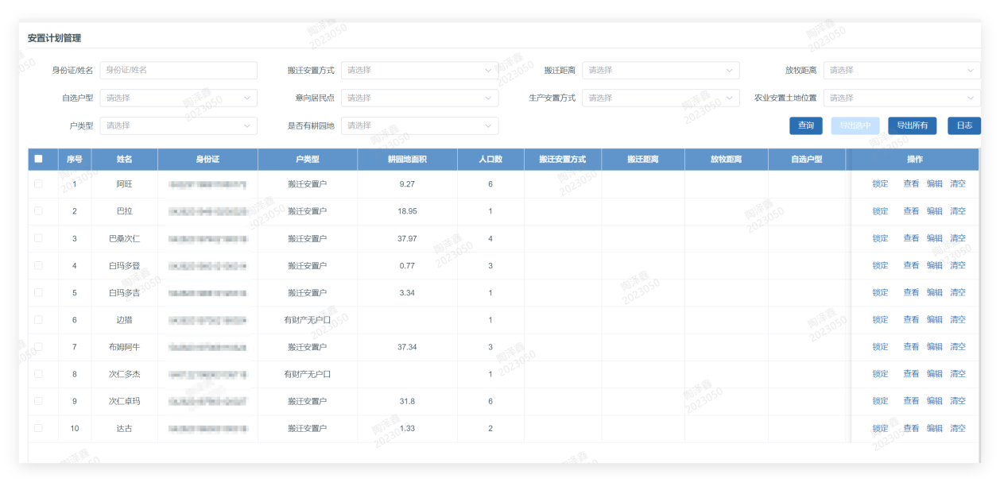 安置计划管理
身份证/姓名 身份证/姓名 搬迁安置方式 请选择 搬迁距离 请选择 放牧距离 请选择
自选户型 请选择 意向居民点 请选择 生产安置方式 请选择 农业安置土地位置 请选择
户类型 请选择 是否有耕园地 请选择 查询 导出选中 导出所有 日志
序号 姓名 身份证 户类型 耕园地面积 人口数 搬迁安置方式 搬迁距离 放牧距离 自选户型 操作
1 阿旺 搬迁安置户 9.27 6 锁定 查看 编辑 清空
2 巴拉 搬迁安置户 18.95 1 锁定 查看 编辑 清空
3 巴桑次仁 搬迁安置户 37.97 4 锁定 查看 编辑 清空
4 白玛多登 搬迁安置户 0.77 3 锁定 查看 编辑 清空
5 白玛多吉 搬迁安置户 3.34 1 锁定 查看 编辑 清空
6 边措 有财产无户口 1 锁定 查看 编辑 清空
7 布姆阿牛 搬迁安置户 37.34 3 锁定 查看 编辑 清空
8 次仁多杰 有财产无户口 1 锁定 查看 编辑 清空
9 次仁卓玛 搬迁安置户 31.8 6 锁定 查看 编辑 清空
10 达古 搬迁安置户 1.33 2 锁定 查看 编辑 清空
陶泽鑫
2023050